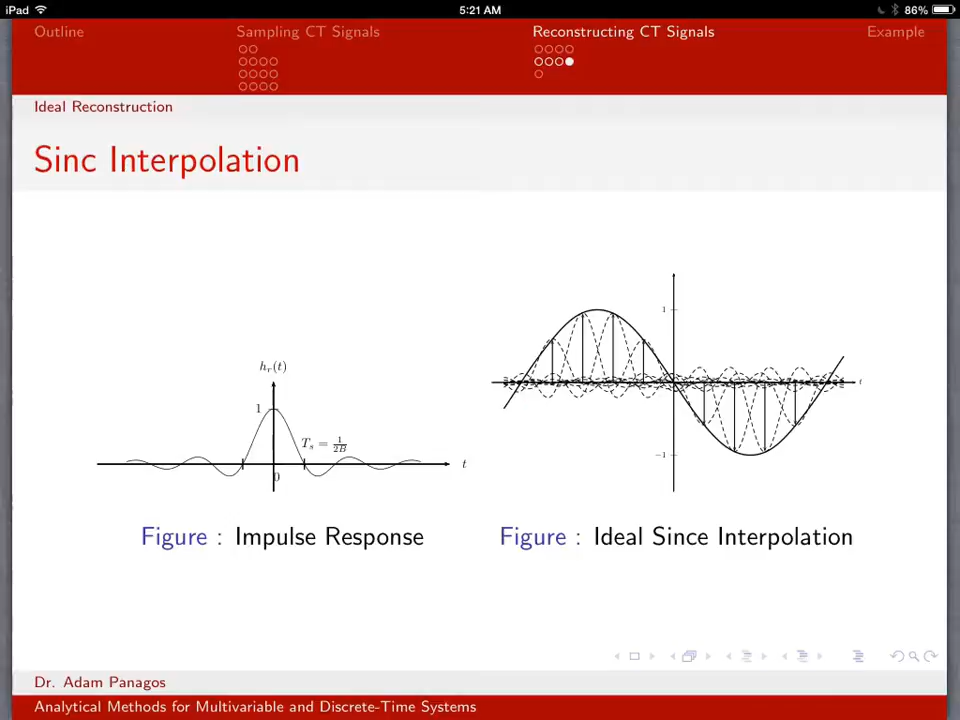 iPad 5:21 AM 86%
Outline Sampling CT Signals Reconstructing CT Signals Example
Ideal Reconstruction
Sinc Interpolation
1
t
−1
h_r(t)
1
T_s = 1/2B
t
0
Figure : Impulse Response
Figure : Ideal Since Interpolation
Dr. Adam Panagos
Analytical Methods for Multivariable and Discrete-Time Systems